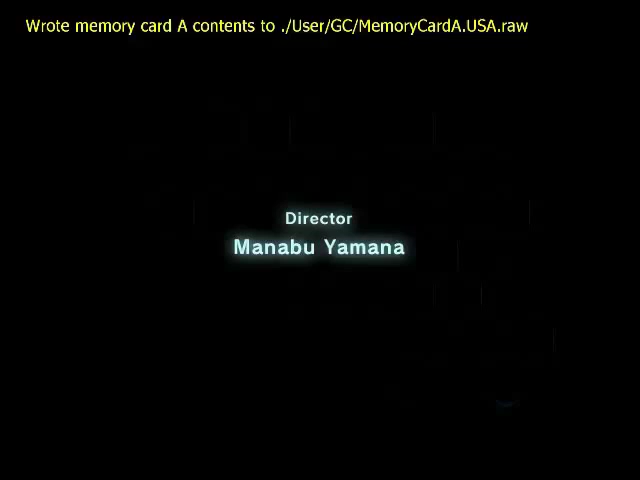 Wrote memory card A contents to ./User/GC/MemoryCardA.USA.raw
Director
Manabu Yamana